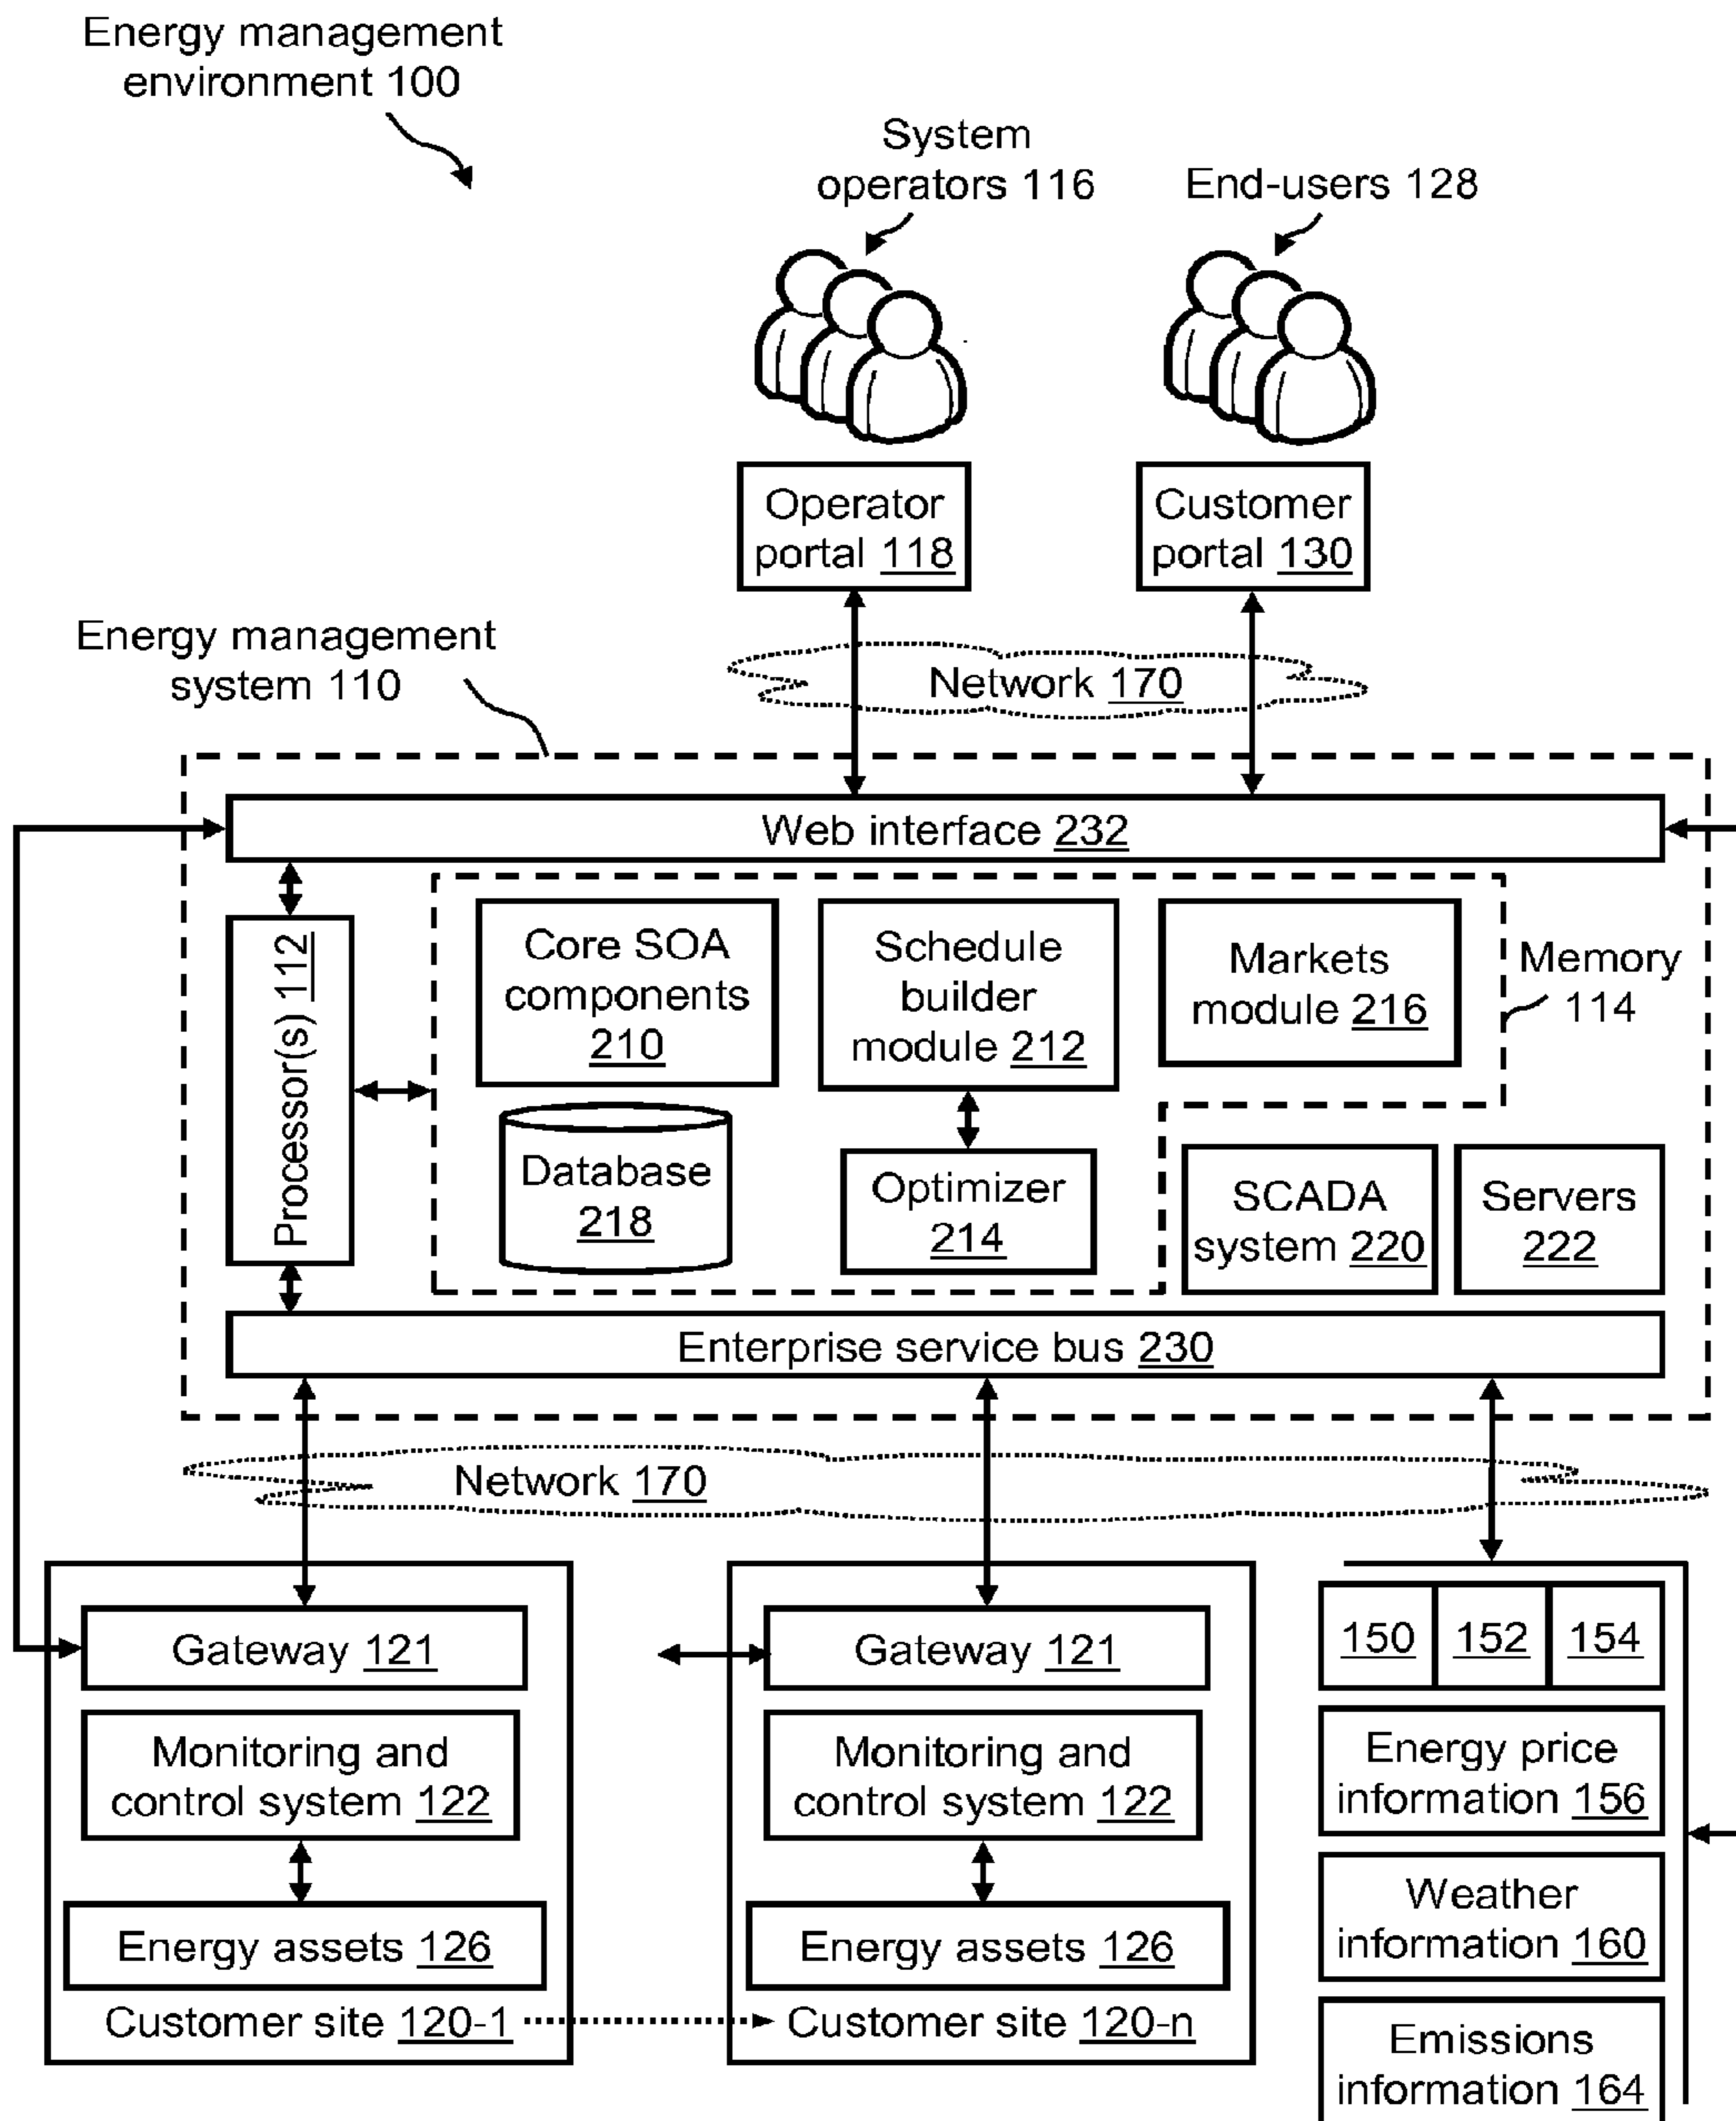 Energy management
environment 100
System
operators 116
End-users 128
Operator
portal 118
Customer
portal 130
Energy management
system 110
Network 170
Web interface 232
Processor(s) 112
Core SOA
components
210
Schedule
builder
module 212
Markets
module 216
Memory
114
Database
218
Optimizer
214
SCADA
system 220
Servers
222
Enterprise service bus 230
Network 170
Gateway 121
Monitoring and
control system 122
Energy assets 126
Customer site 120-1
Gateway 121
Monitoring and
control system 122
Energy assets 126
Customer site 120-n
150 152 154
Energy price
information 156
Weather
information 160
Emissions
information 164